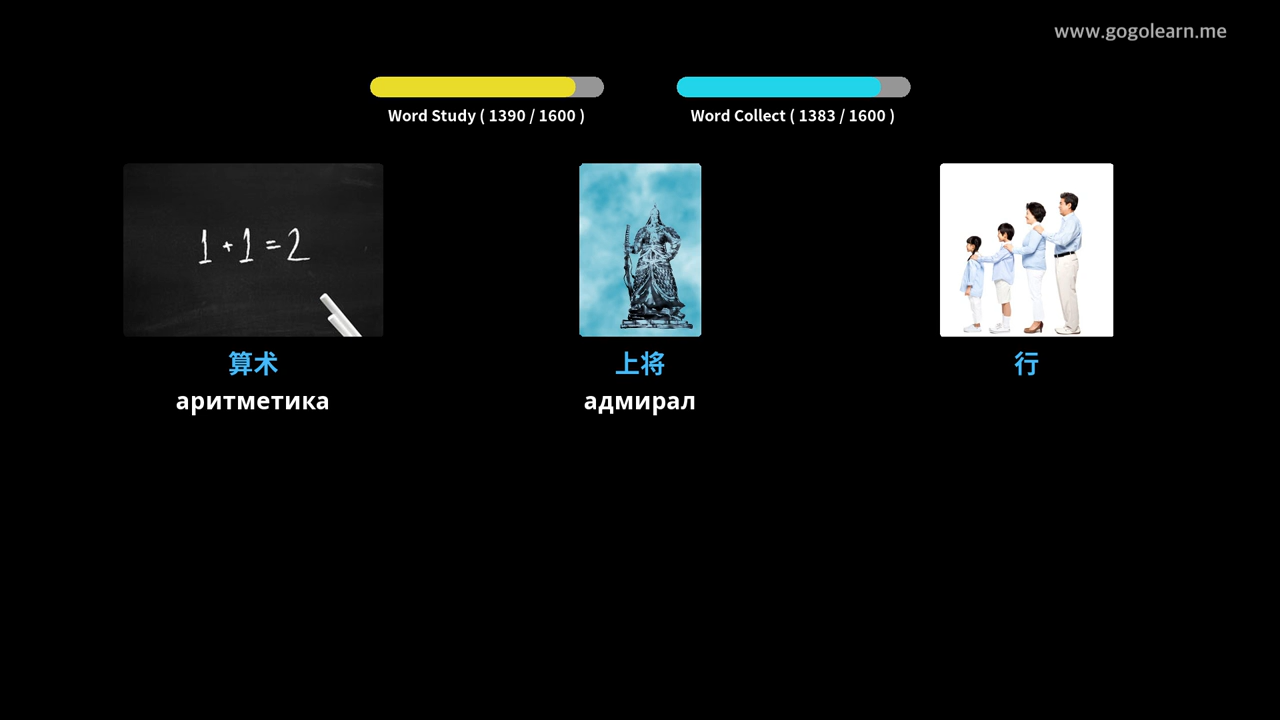 www.gogolearn.me
Word Study ( 1390 / 1600 )
Word Collect ( 1383 / 1600 )
1 + 1 = 2
算术
上将
行
аритметика
адмирал